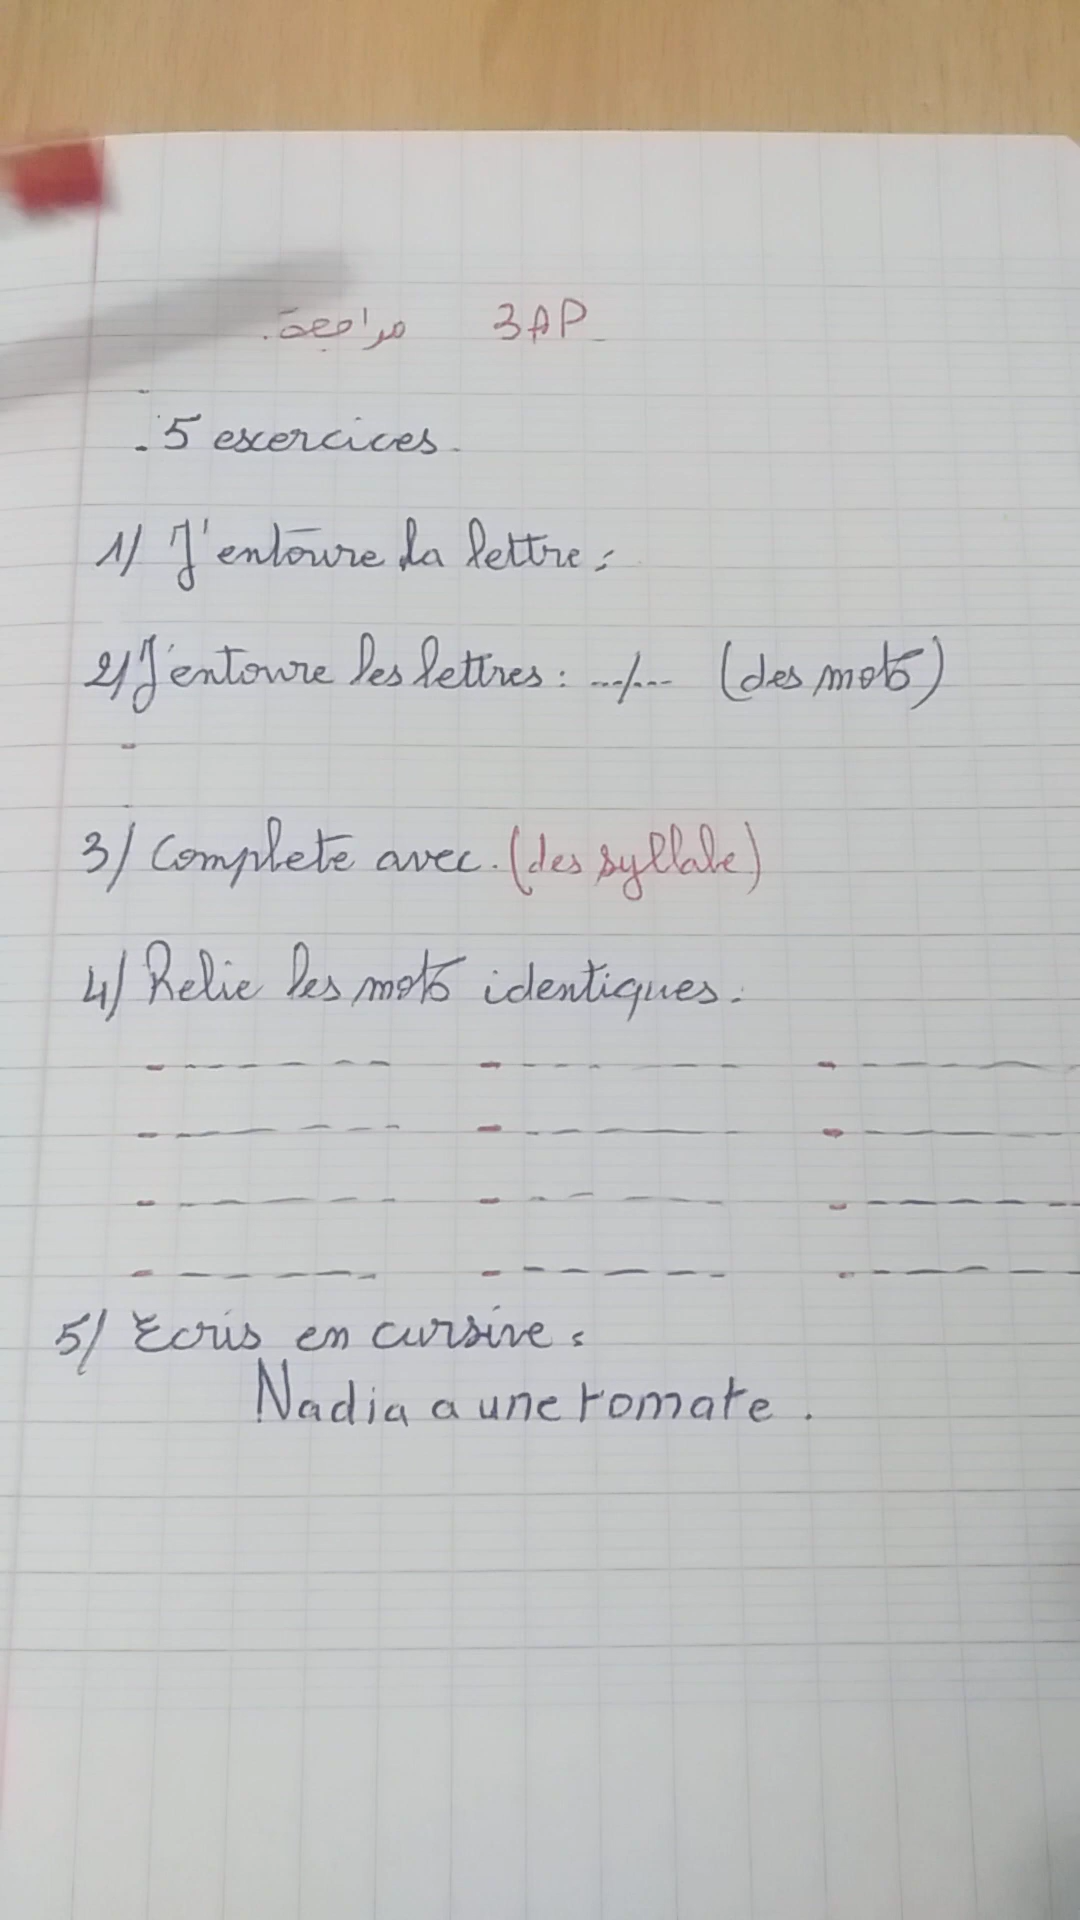 مراجعة. 3AP
. 5 exercices.
1/ J'entoure la lettre :
2/ J'entoure les lettres : .../... (des mots)
3/ Complete avec. (des syllabe)
4/ Relie les mots identiques :
5/ Ecris en cursive :
Nadia a une tomate .